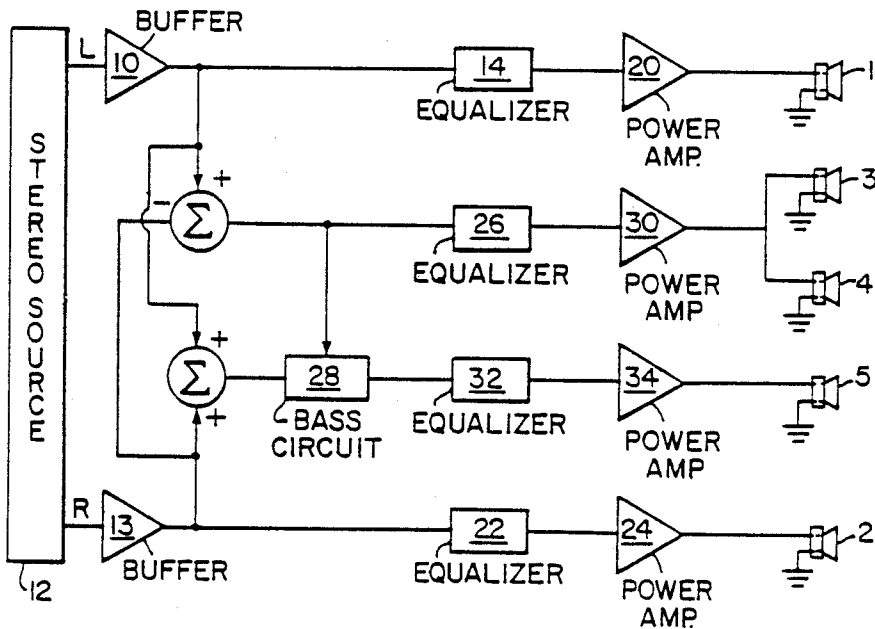 BUFFER
L
10
14
20
1
EQUALIZER
POWER
AMP.
STEREO SOURCE
+
-
Σ
26
30
3
EQUALIZER
POWER
AMP
4
+
Σ
+
28
32
34
5
BASS
CIRCUIT
EQUALIZER
POWER
AMP
R
13
22
24
2
BUFFER
EQUALIZER
POWER
AMP.
12